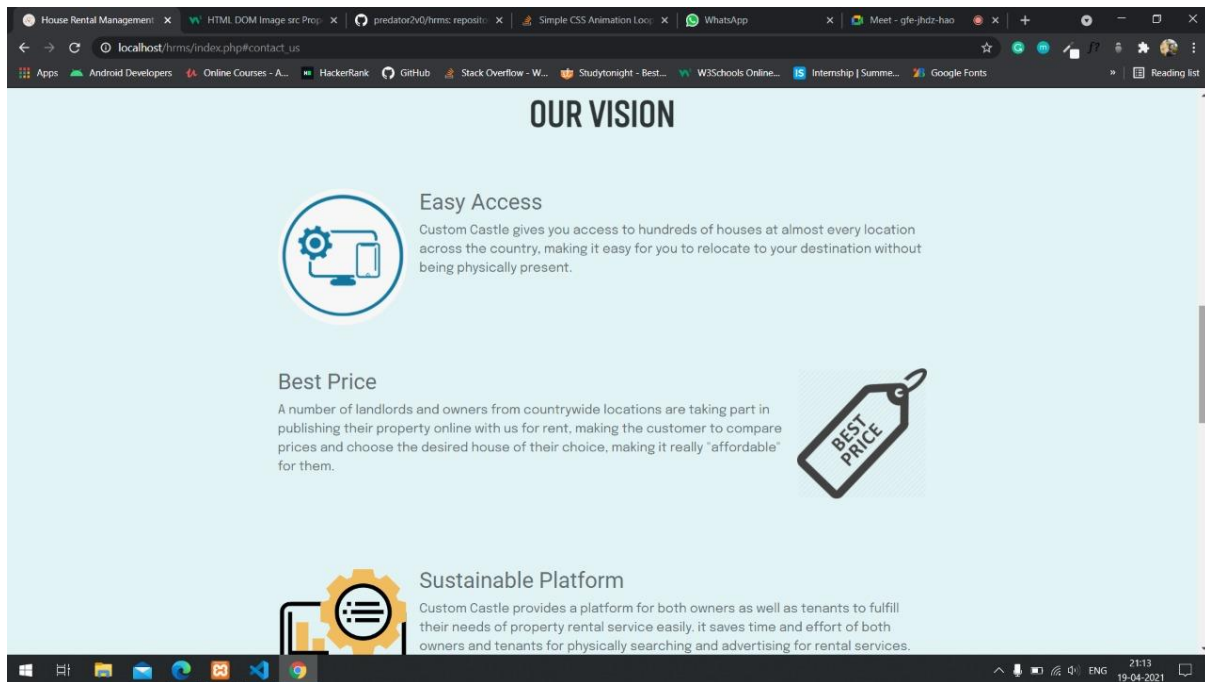 House Rental Management
HTML DOM Image src Prop
predator2v0/hrms: reposito
Simple CSS Animation Loop
WhatsApp
Meet - gfe-jhdz-hao
localhost/hrms/index.php#contact_us
Apps
Android Developers
Online Courses - A...
HackerRank
GitHub
Stack Overflow - W...
Studytonight - Best...
W3Schools Online...
Internship | Summe...
Google Fonts
»
Reading list
OUR VISION
Easy Access
Custom Castle gives you access to hundreds of houses at almost every location
across the country, making it easy for you to relocate to your destination without
being physically present.
Best Price
A number of landlords and owners from countrywide locations are taking part in
publishing their property online with us for rent, making the customer to compare
prices and choose the desired house of their choice, making it really "affordable"
for them.
BEST
PRICE
Sustainable Platform
Custom Castle provides a platform for both owners as well as tenants to fulfill
their needs of property rental service easily. it saves time and effort of both
owners and tenants for physically searching and advertising for rental services.
ENG
21:13
19-04-2021